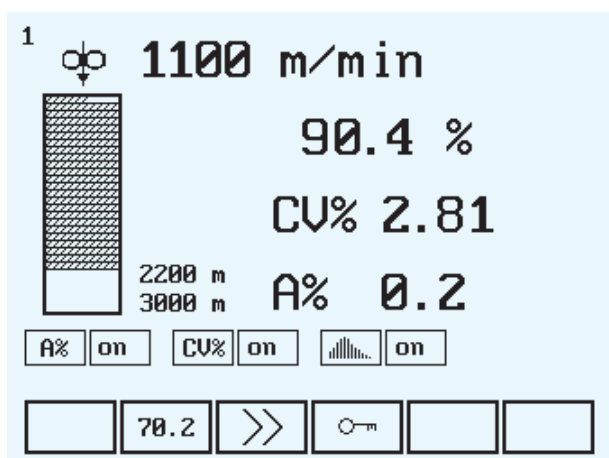 1
1100 m/min
90.4 %
CV% 2.81
2200 m
3000 m
A% 0.2
A% on CV% on on
70.2 >>